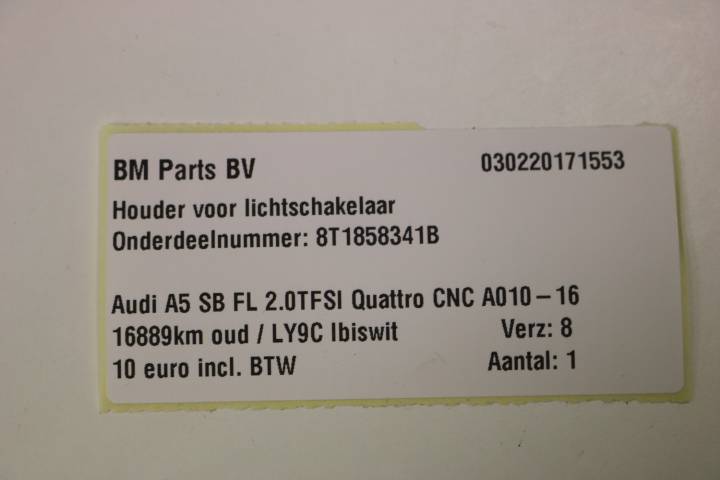 BM Parts BV 030220171553
Houder voor lichtschakelaar
Onderdeelnummer: 8T1858341B
Audi A5 SB FL 2.0TFSI Quattro CNC A010-16
16889km oud / LY9C Ibiswit Verz: 8
10 euro incl. BTW Aantal: 1